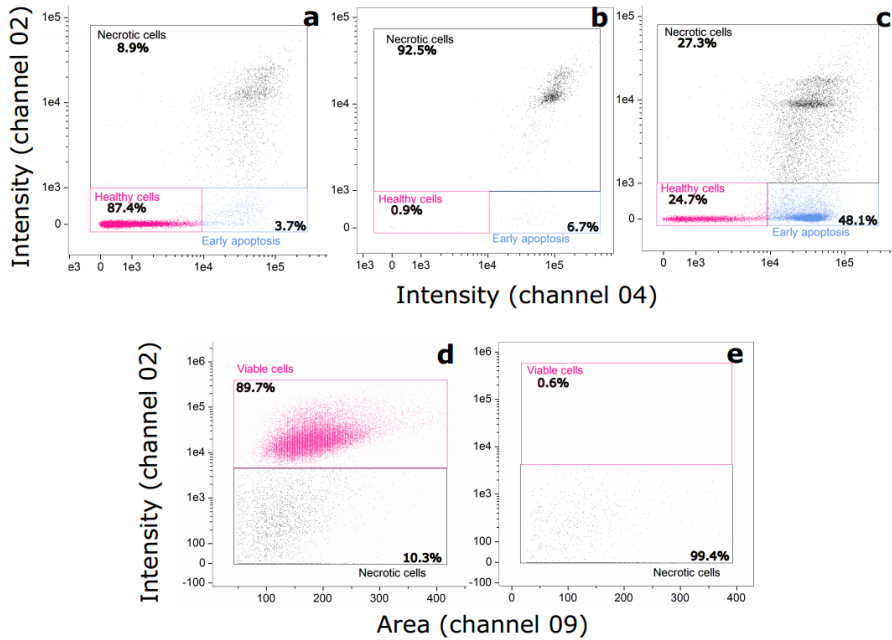 a
b
c
1e5
1e4
1e3
0
Necrotic cells
8.9%
Healthy cells
87.4%
3.7%
Early apoptosis
e3
0
1e3
1e4
1e5
1e5
1e4
1e3
0
Necrotic cells
92.5%
Healthy cells
0.9%
6.7%
Early apoptosis
1e3
0
1e3
1e4
1e5
1e5
1e4
1e3
0
Necrotic cells
27.3%
Healthy cells
24.7%
48.1%
Early apoptosis
e3
0
1e3
1e4
1e5
Intensity (channel 02)
Intensity (channel 04)
d
e
1e6
1e5
1e4
1e3
100
0
-100
Viable cells
89.7%
10.3%
Necrotic cells
100
200
300
400
1e6
1e5
1e4
1e3
100
0
-100
Viable cells
0.6%
99.4%
Necrotic cells
0
100
200
300
400
Intensity (channel 02)
Area (channel 09)